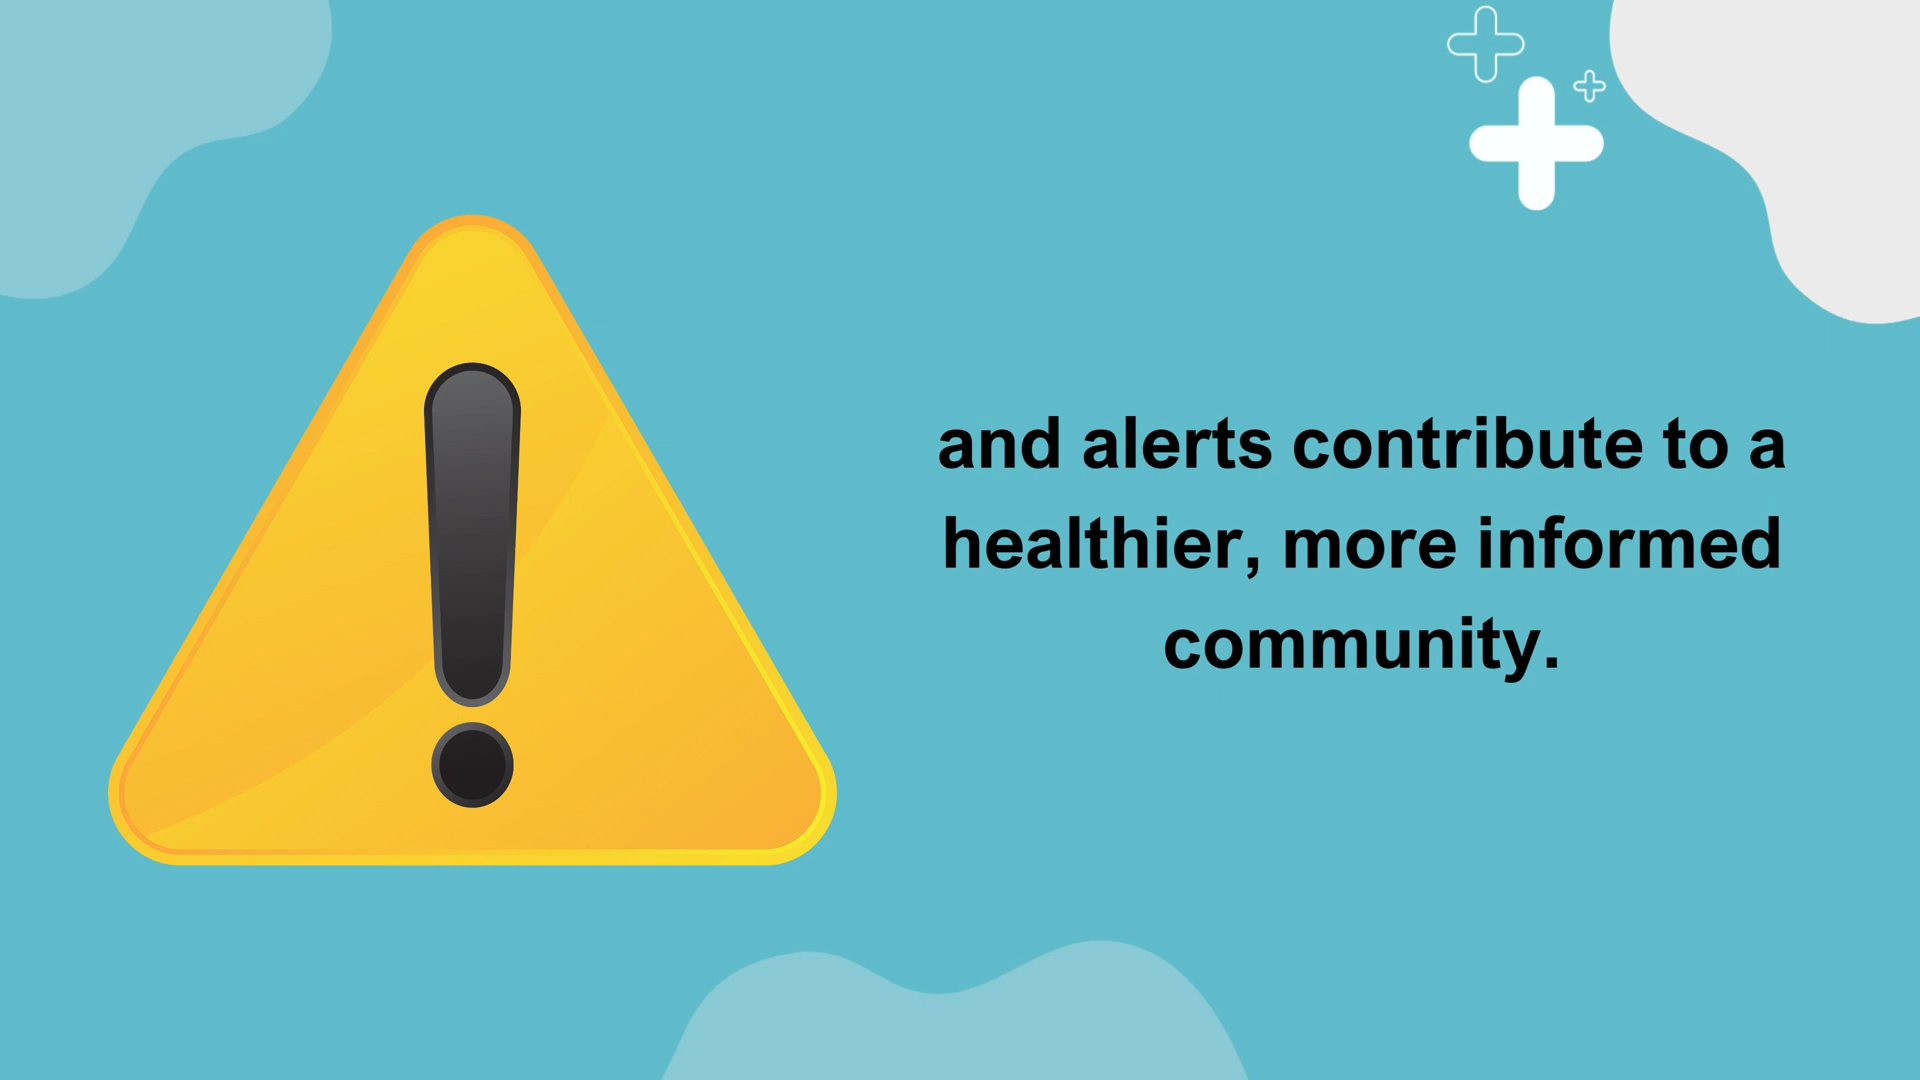 and alerts contribute to a
healthier, more informed
community.